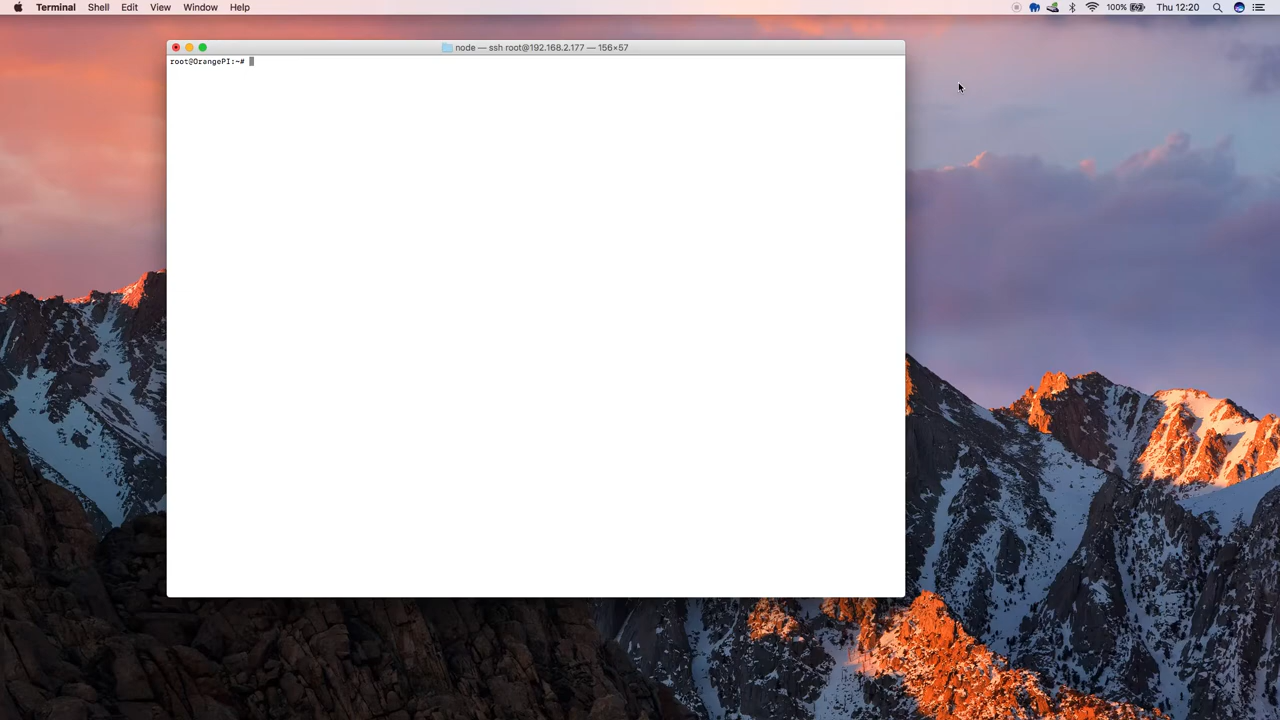 Terminal Shell Edit View Window Help 100% Thu 12:20
node — ssh root@192.168.2.177 — 156×57
root@OrangePI:~#